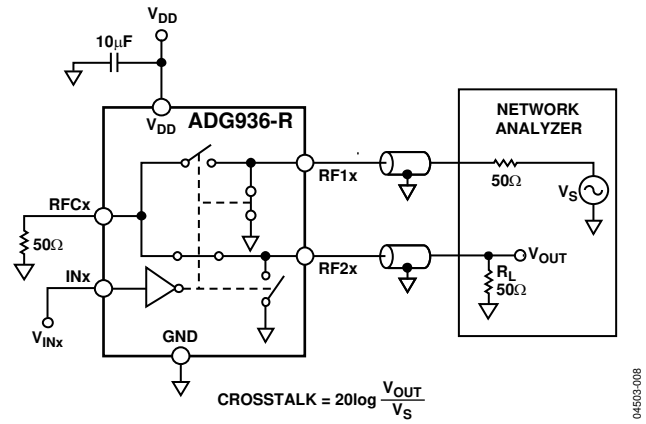 VDD
10μF
VDD
ADG936-R
NETWORK
ANALYZER
RF1x
50Ω
VS
RFCx
50Ω
RF2x
VOUT
RL
50Ω
INx
VINx
GND
CROSSTALK = 20log VOUT
VS
04503-008